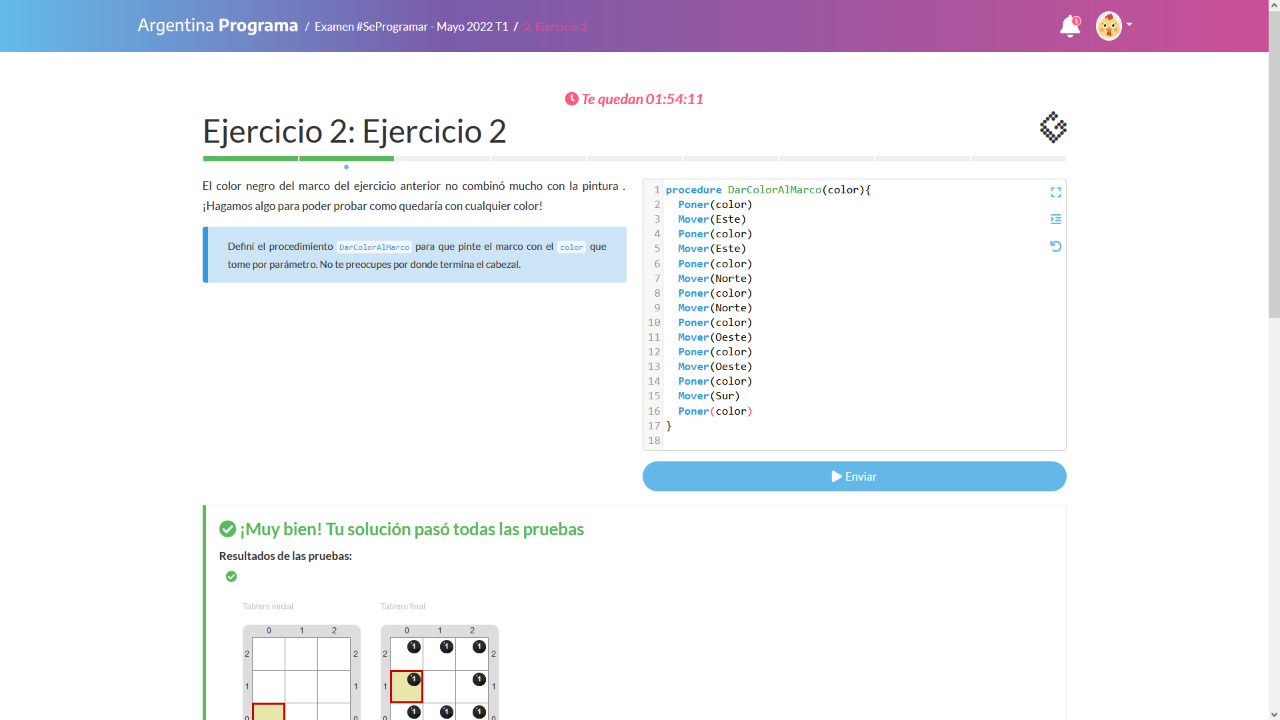 Argentina Programa / Examen #SeProgramar - Mayo 2022 T1 / 2. Ejercicio 2
1
Te quedan 01:54:11
Ejercicio 2: Ejercicio 2
El color negro del marco del ejercicio anterior no combinó mucho con la pintura .
¡Hagamos algo para poder probar como quedaría con cualquier color!
Definí el procedimiento DarColorAlMarco para que pinte el marco con el color que
tome por parámetro. No te preocupes por donde termina el cabezal.
1 procedure DarColorAlMarco(color){
2 Poner(color)
3 Mover(Este)
4 Poner(color)
5 Mover(Este)
6 Poner(color)
7 Mover(Norte)
8 Poner(color)
9 Mover(Norte)
10 Poner(color)
11 Mover(Oeste)
12 Poner(color)
13 Mover(Oeste)
14 Poner(color)
15 Mover(Sur)
16 Poner(color)
17 }
18
Enviar
¡Muy bien! Tu solución pasó todas las pruebas
Resultados de las pruebas:
Tablero inicial Tablero final
0 1 2 0 1 2
2 2 2 1 1 1 2
1 1 1 1 1 1
0 0 0 1 1 1 0